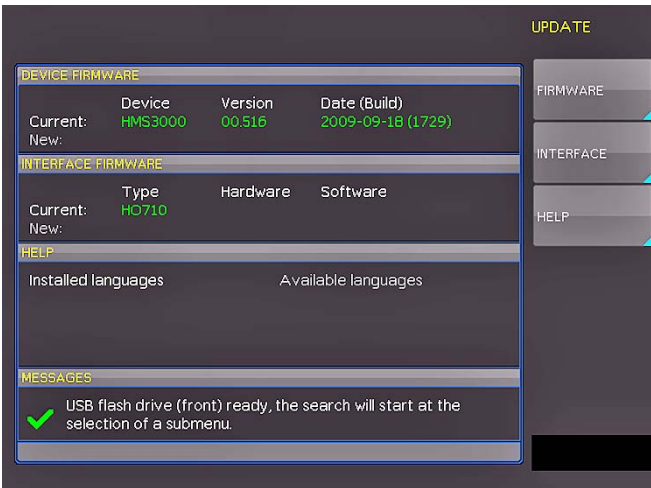 UPDATE
DEVICE FIRMWARE
Device Version Date (Build)
Current: HMS3000 00.516 2009-09-18 (1729)
New:
INTERFACE FIRMWARE
Type Hardware Software
Current: HO710
New:
HELP
Installed languages Available languages
MESSAGES
USB flash drive (front) ready, the search will start at the
selection of a submenu.
FIRMWARE
INTERFACE
HELP